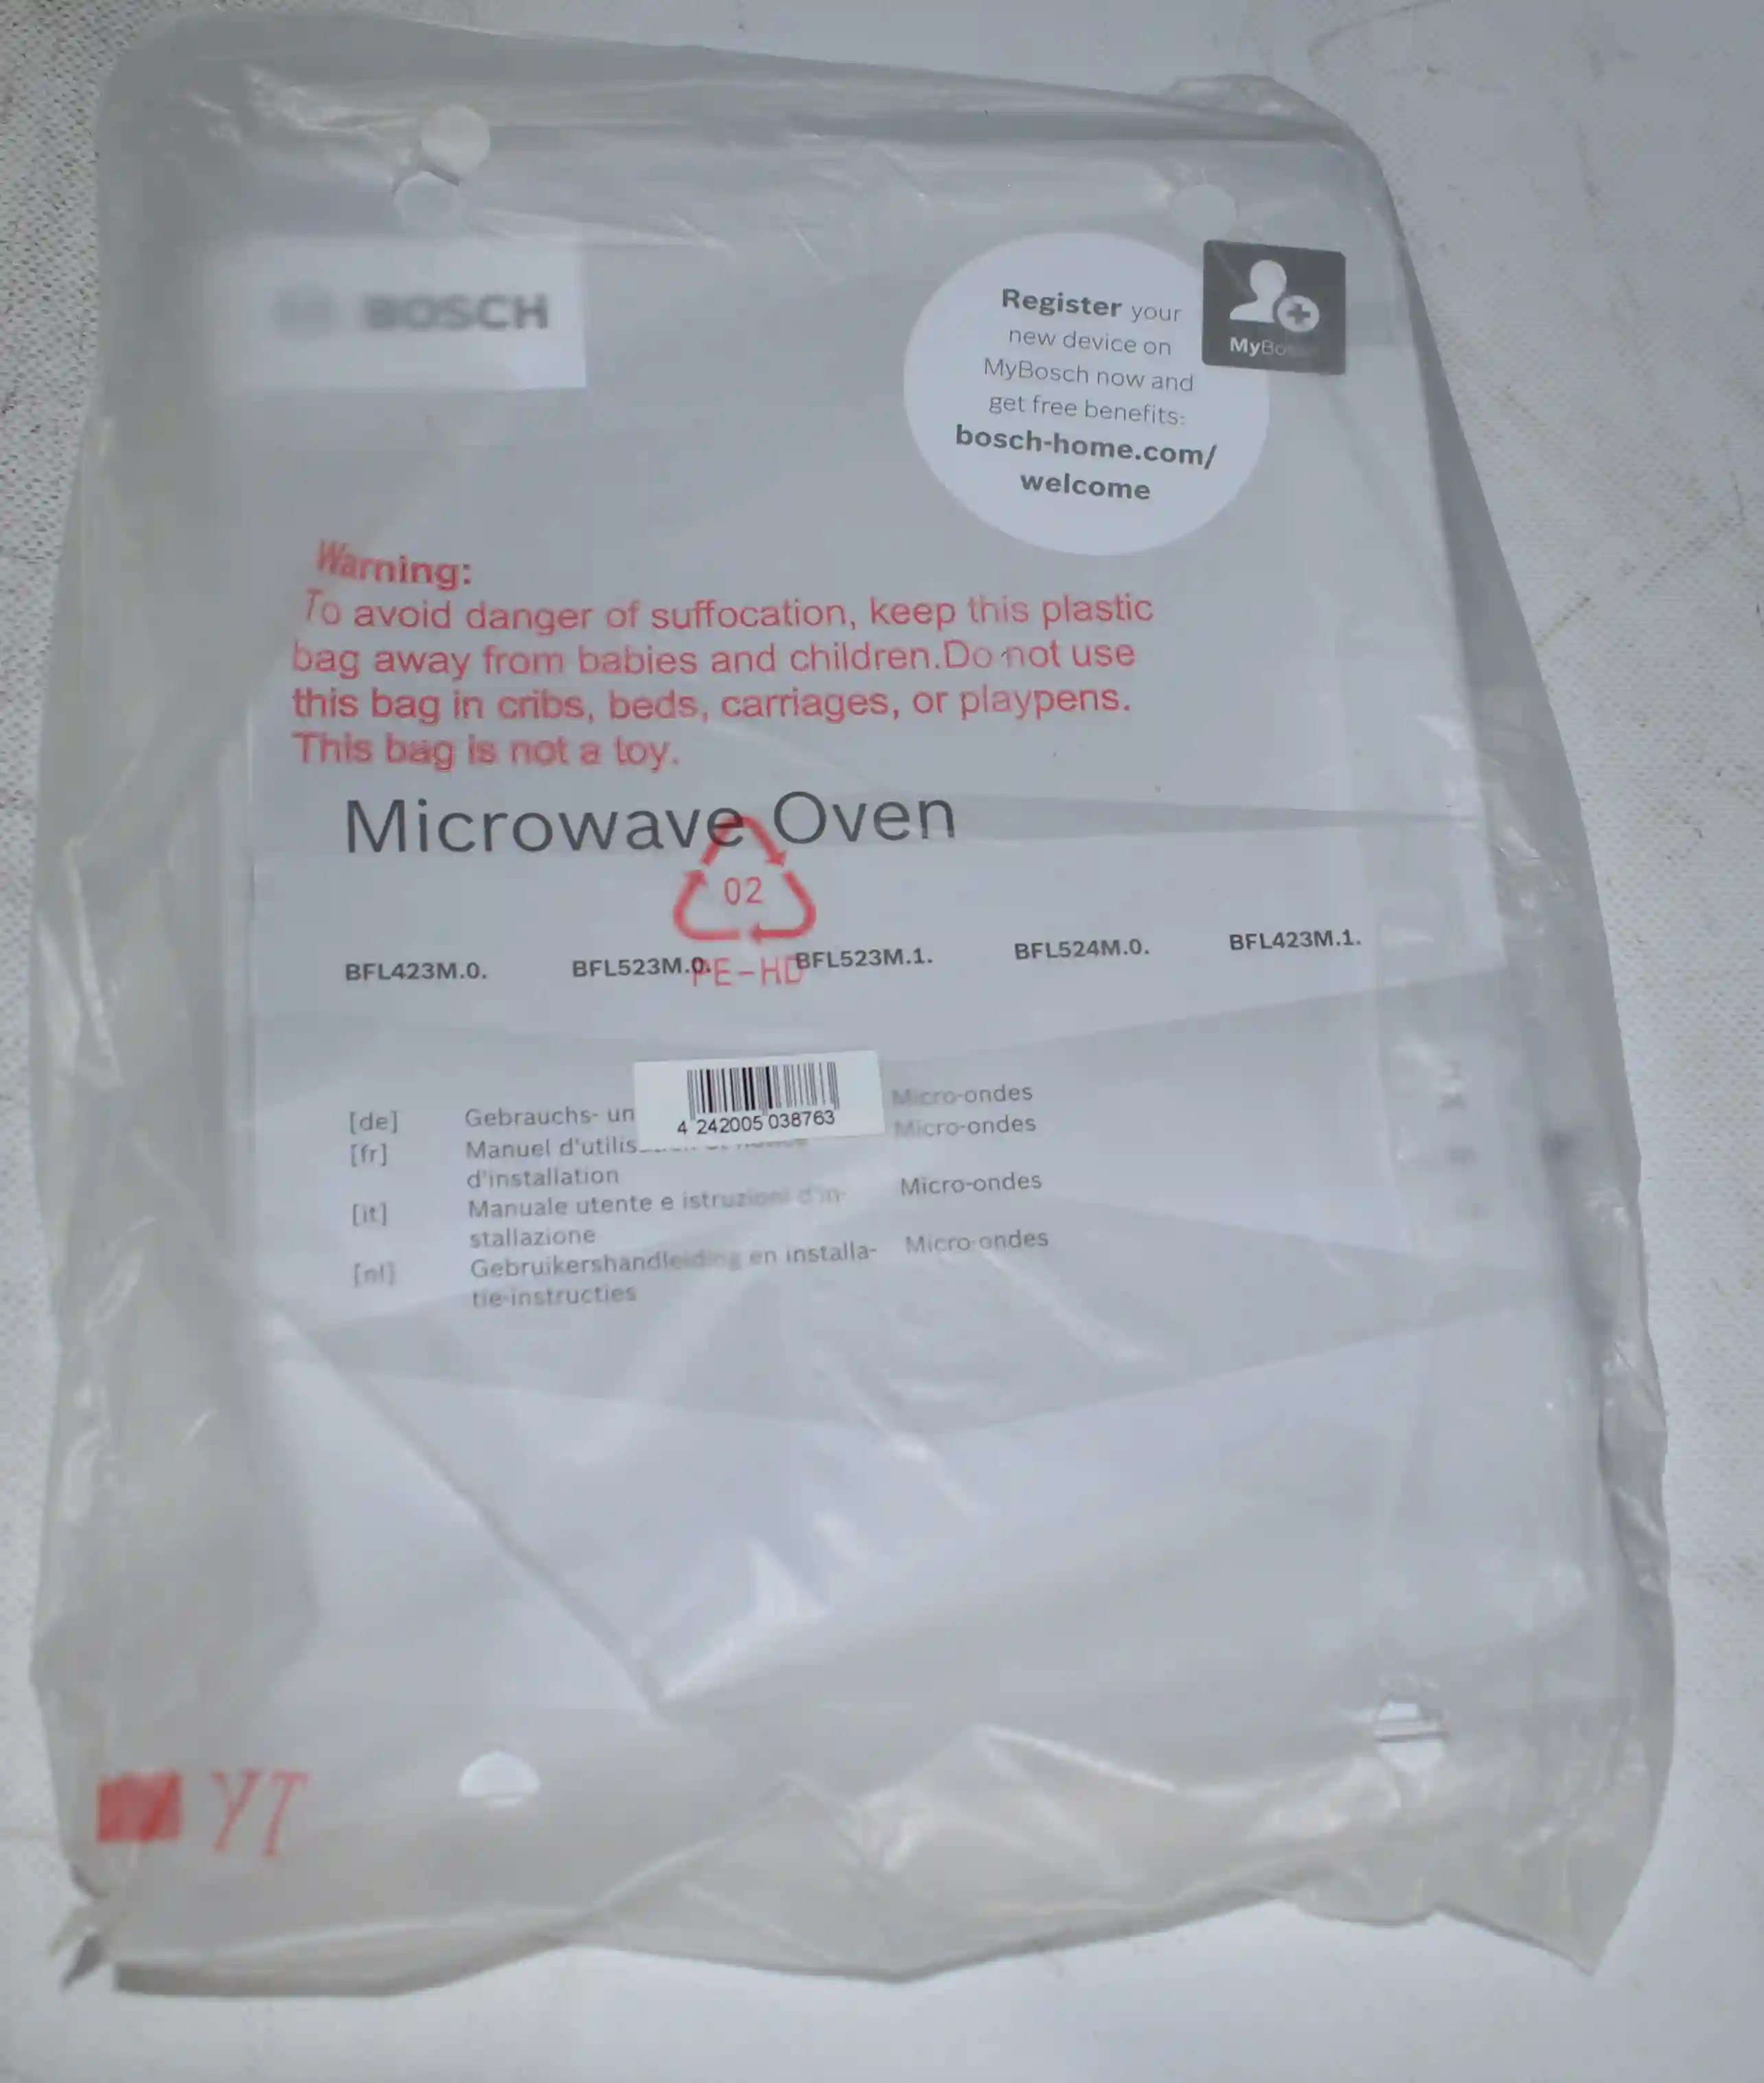 BOSCH
Register your
new device on
MyBosch now and
get free benefits:
bosch-home.com/
welcome
MyBosch
Warning:
To avoid danger of suffocation, keep this plastic
bag away from babies and children.Do not use
this bag in cribs, beds, carriages, or playpens.
This bag is not a toy.
Microwave Oven
02
PE-HD
BFL423M.0. BFL523M.0. BFL523M.1. BFL524M.0. BFL423M.1.
4 242005 038763
[de] Gebrauchs- un Micro-ondes
[fr] Manuel d'utilis Micro-ondes
d'installation
[it] Manuale utente e istruzioni d'in- Micro-ondes
stallazione
[nl] Gebruikershandleiding en installa- Micro-ondes
tie-instructies
YT